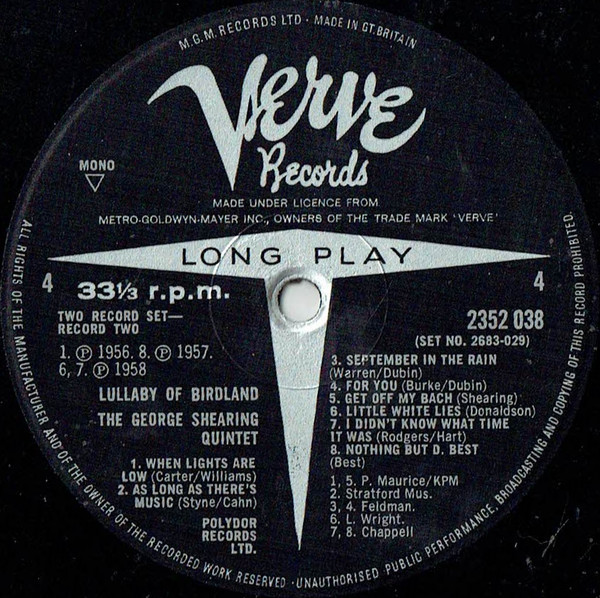 M.G.M. RECORDS LTD · MADE IN GT. BRITAIN
Verve
Records
MONO
MADE UNDER LICENCE FROM
METRO-GOLDWYN-MAYER INC., OWNERS OF THE TRADE MARK ‘VERVE’
LONG PLAY
4
33⅓ r.p.m.
4
TWO RECORD SET—
RECORD TWO
1. Ⓟ 1956. 8. Ⓟ 1957.
6, 7. Ⓟ 1958
LULLABY OF BIRDLAND
THE GEORGE SHEARING
QUINTET
1. WHEN LIGHTS ARE
LOW (Carter/Williams)
2. AS LONG AS THERE'S
MUSIC (Styne/Cahn)
POLYDOR
RECORDS
LTD.
2352 038
(SET NO. 2683-029)
3. SEPTEMBER IN THE RAIN
(Warren/Dubin)
4. FOR YOU (Burke/Dubin)
5. GET OFF MY BACH (Shearing)
6. LITTLE WHITE LIES (Donaldson)
7. I DIDN'T KNOW WHAT TIME
IT WAS (Rodgers/Hart)
8. NOTHING BUT D. BEST
(Best)
1, 5. P. Maurice/KPM
2. Stratford Mus.
3, 4. Feldman.
6. L. Wright.
7, 8. Chappell
ALL RIGHTS OF THE MANUFACTURER AND OF THE OWNER OF THE RECORDED WORK RESERVED · UNAUTHORISED PUBLIC PERFORMANCE, BROADCASTING AND COPYING OF THIS RECORD PROHIBITED.